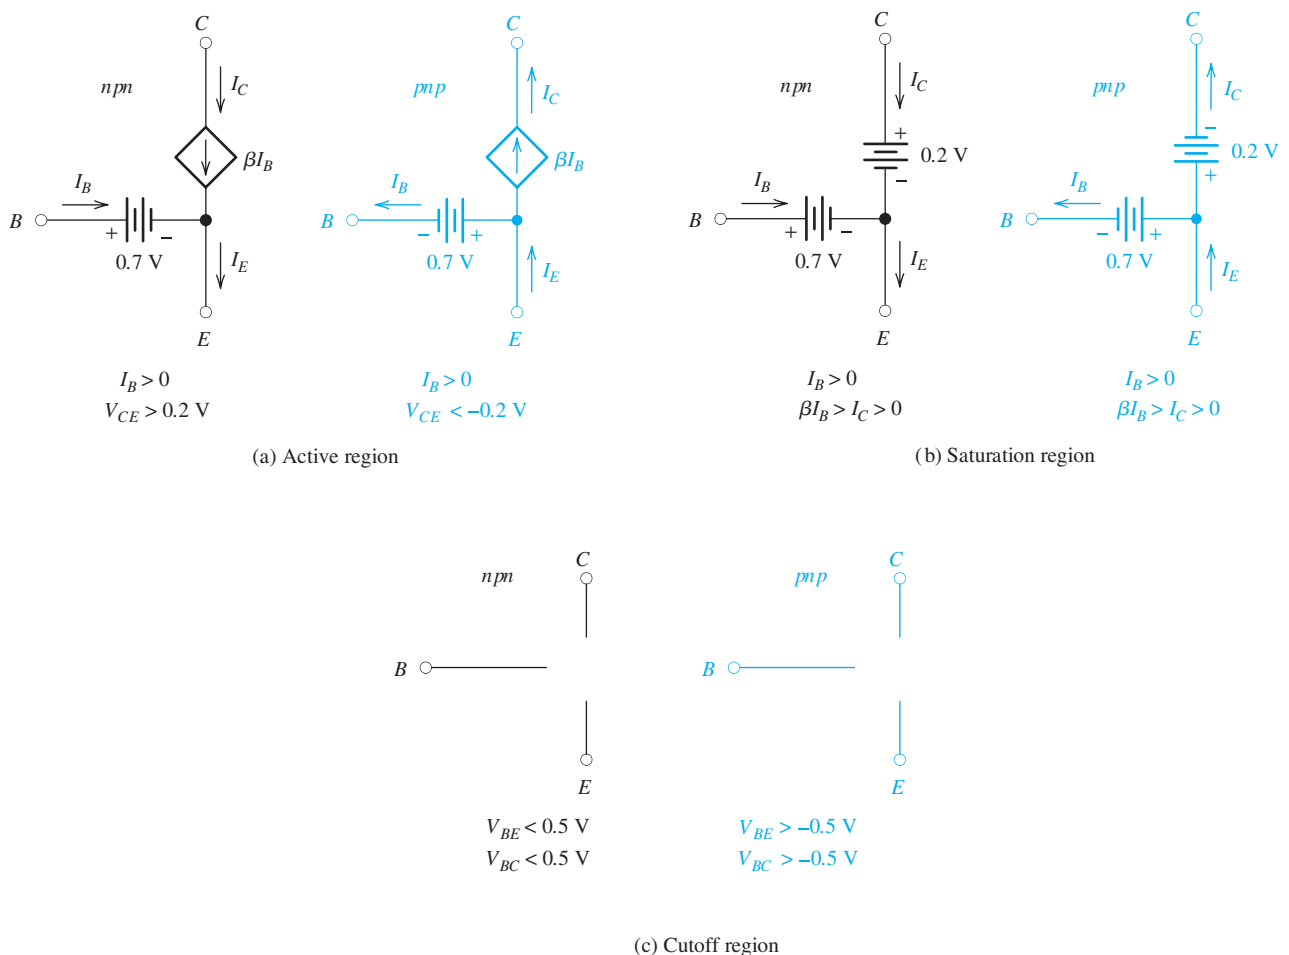 C
npn
I_C
βI_B
I_B
B
+
−
0.7 V
I_E
E
I_B > 0
V_CE > 0.2 V
C
pnp
I_C
βI_B
I_B
B
−
+
0.7 V
I_E
E
I_B > 0
V_CE < −0.2 V
(a) Active region
C
npn
I_C
+
0.2 V
−
I_B
B
+
−
0.7 V
I_E
E
I_B > 0
βI_B > I_C > 0
C
pnp
I_C
−
0.2 V
+
I_B
B
−
+
0.7 V
I_E
E
I_B > 0
βI_B > I_C > 0
(b) Saturation region
C
npn
B
E
V_BE < 0.5 V
V_BC < 0.5 V
C
pnp
B
E
V_BE > −0.5 V
V_BC > −0.5 V
(c) Cutoff region